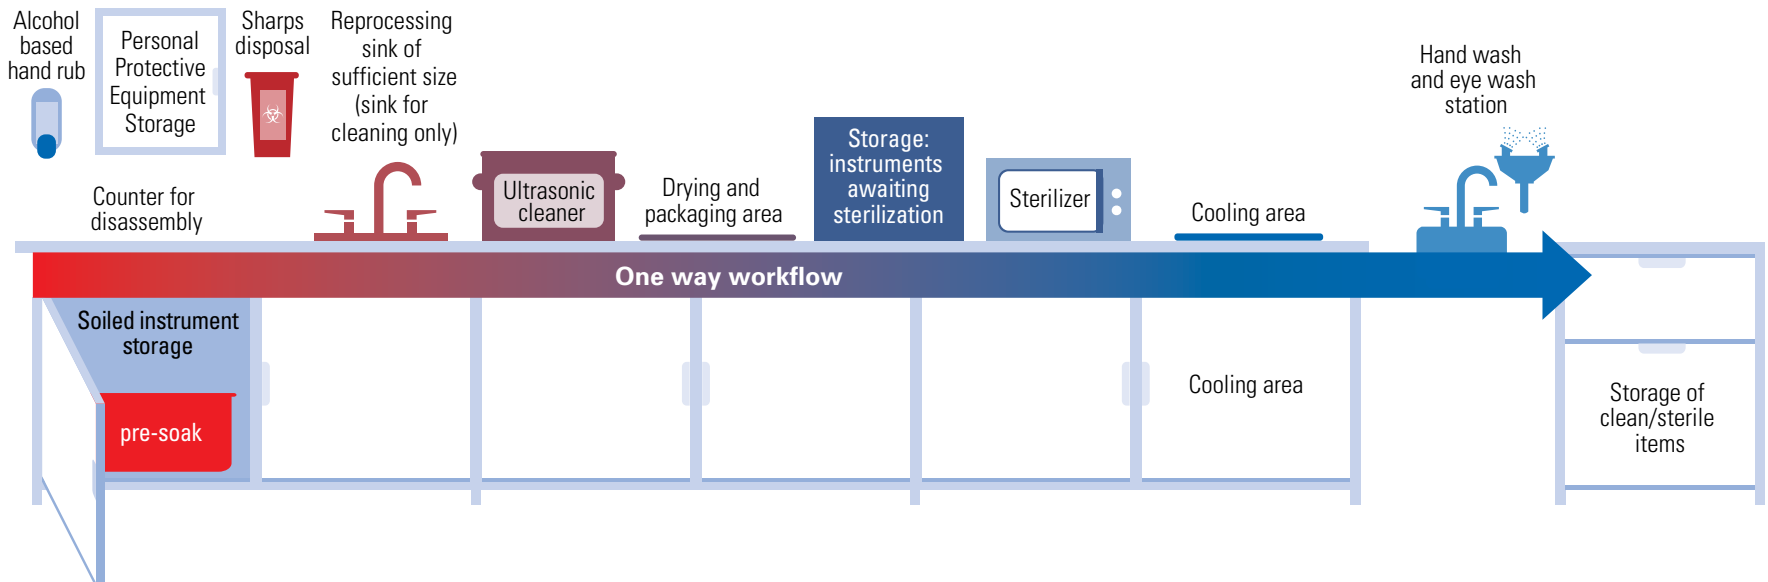 Alcohol
based
hand rub
Personal
Protective
Equipment
Storage
Sharps
disposal
Reprocessing
sink of
sufficient size
(sink for
cleaning only)
Counter for
disassembly
Ultrasonic
cleaner
Drying and
packaging area
Storage:
instruments
awaiting
sterilization
Sterilizer
Cooling area
Hand wash
and eye wash
station
One way workflow
Soiled instrument
storage
pre-soak
Cooling area
Storage of
clean/sterile
items